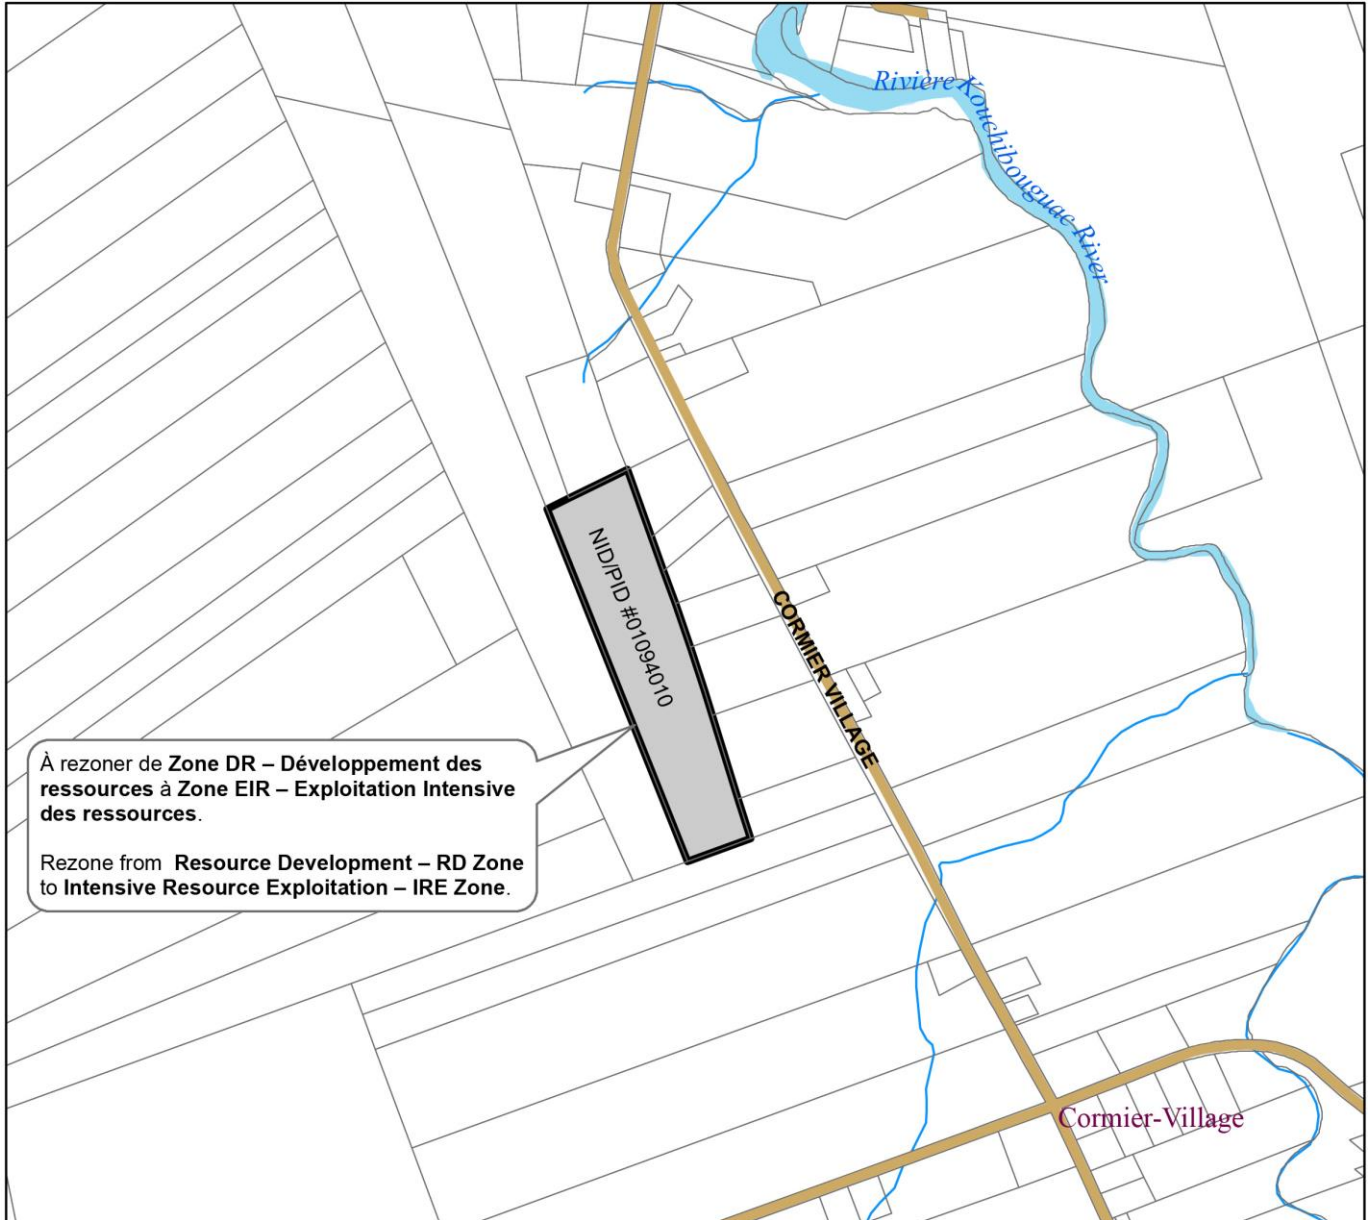 Rivière Kouchibouguac River
NID/PID #01094010
CORMIER VILLAGE
À rezoner de Zone DR – Développement des
ressources à Zone EIR – Exploitation Intensive
des ressources.
Rezone from Resource Development – RD Zone
to Intensive Resource Exploitation – IRE Zone.
Cormier-Village